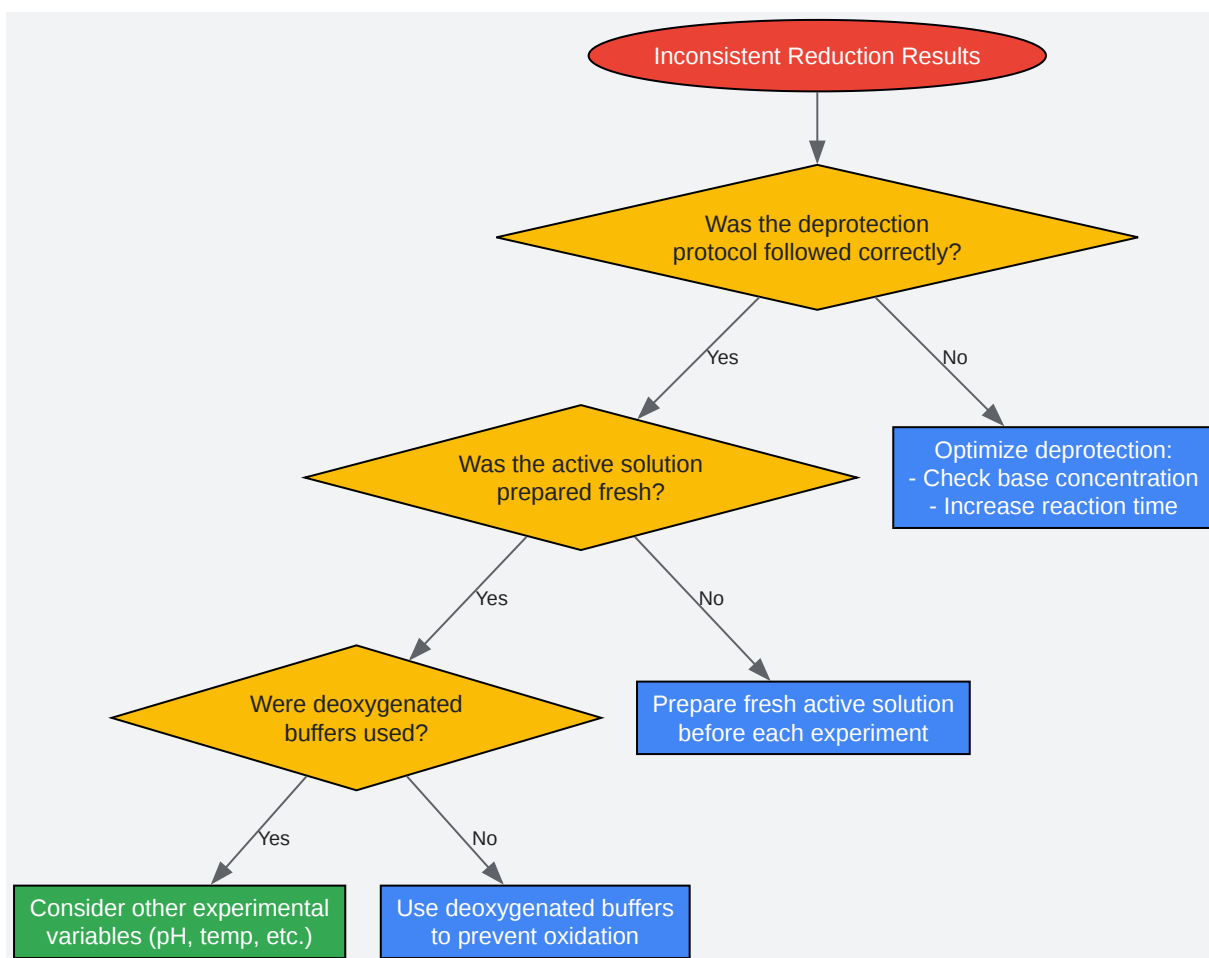 Inconsistent Reduction Results
Was the deprotection
protocol followed correctly?
Yes
No
Was the active solution
prepared fresh?
Optimize deprotection:
- Check base concentration
- Increase reaction time
Yes
No
Were deoxygenated
buffers used?
Prepare fresh active solution
before each experiment
Yes
No
Consider other experimental
variables (pH, temp, etc.)
Use deoxygenated buffers
to prevent oxidation